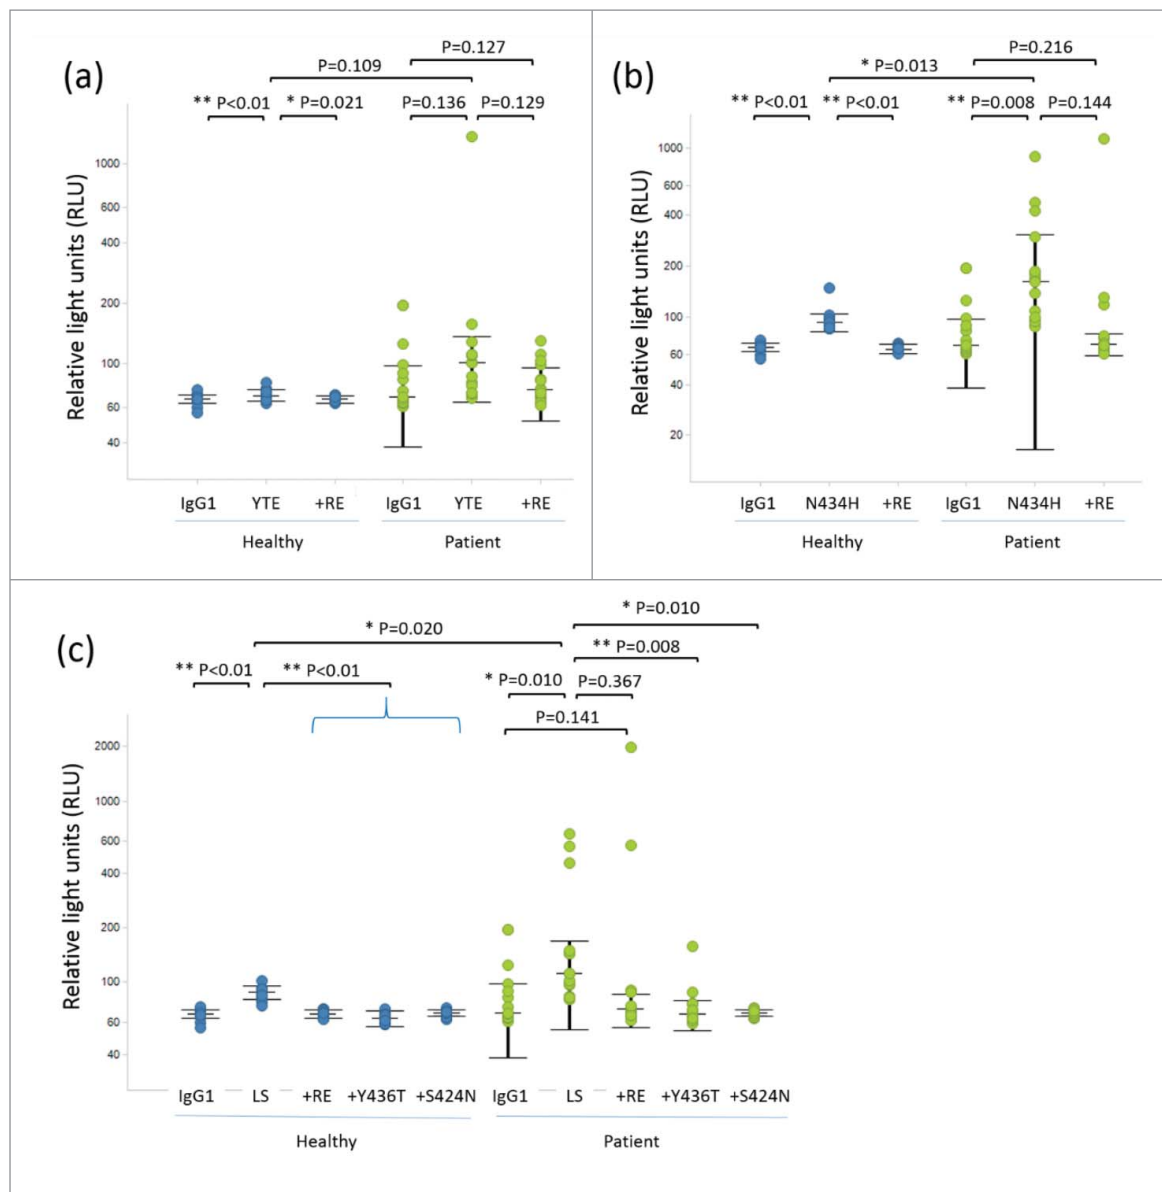 (a)
P=0.127
P=0.109
** P<0.01
* P=0.021
P=0.136
P=0.129
Relative light units (RLU)
1000
600
400
200
100
60
40
IgG1 YTE +RE IgG1 YTE +RE
Healthy Patient
(b)
P=0.216
* P=0.013
** P<0.01
** P<0.01
** P=0.008
P=0.144
Relative light units (RLU)
1000
600
400
200
100
60
40
20
IgG1 N434H +RE IgG1 N434H +RE
Healthy Patient
(c)
* P=0.010
* P=0.020
** P=0.008
** P<0.01
** P<0.01
* P=0.010
P=0.367
P=0.141
Relative light units (RLU)
2000
1000
600
400
200
100
60
40
IgG1 LS +RE +Y436T +S424N IgG1 LS +RE +Y436T +S424N
Healthy Patient